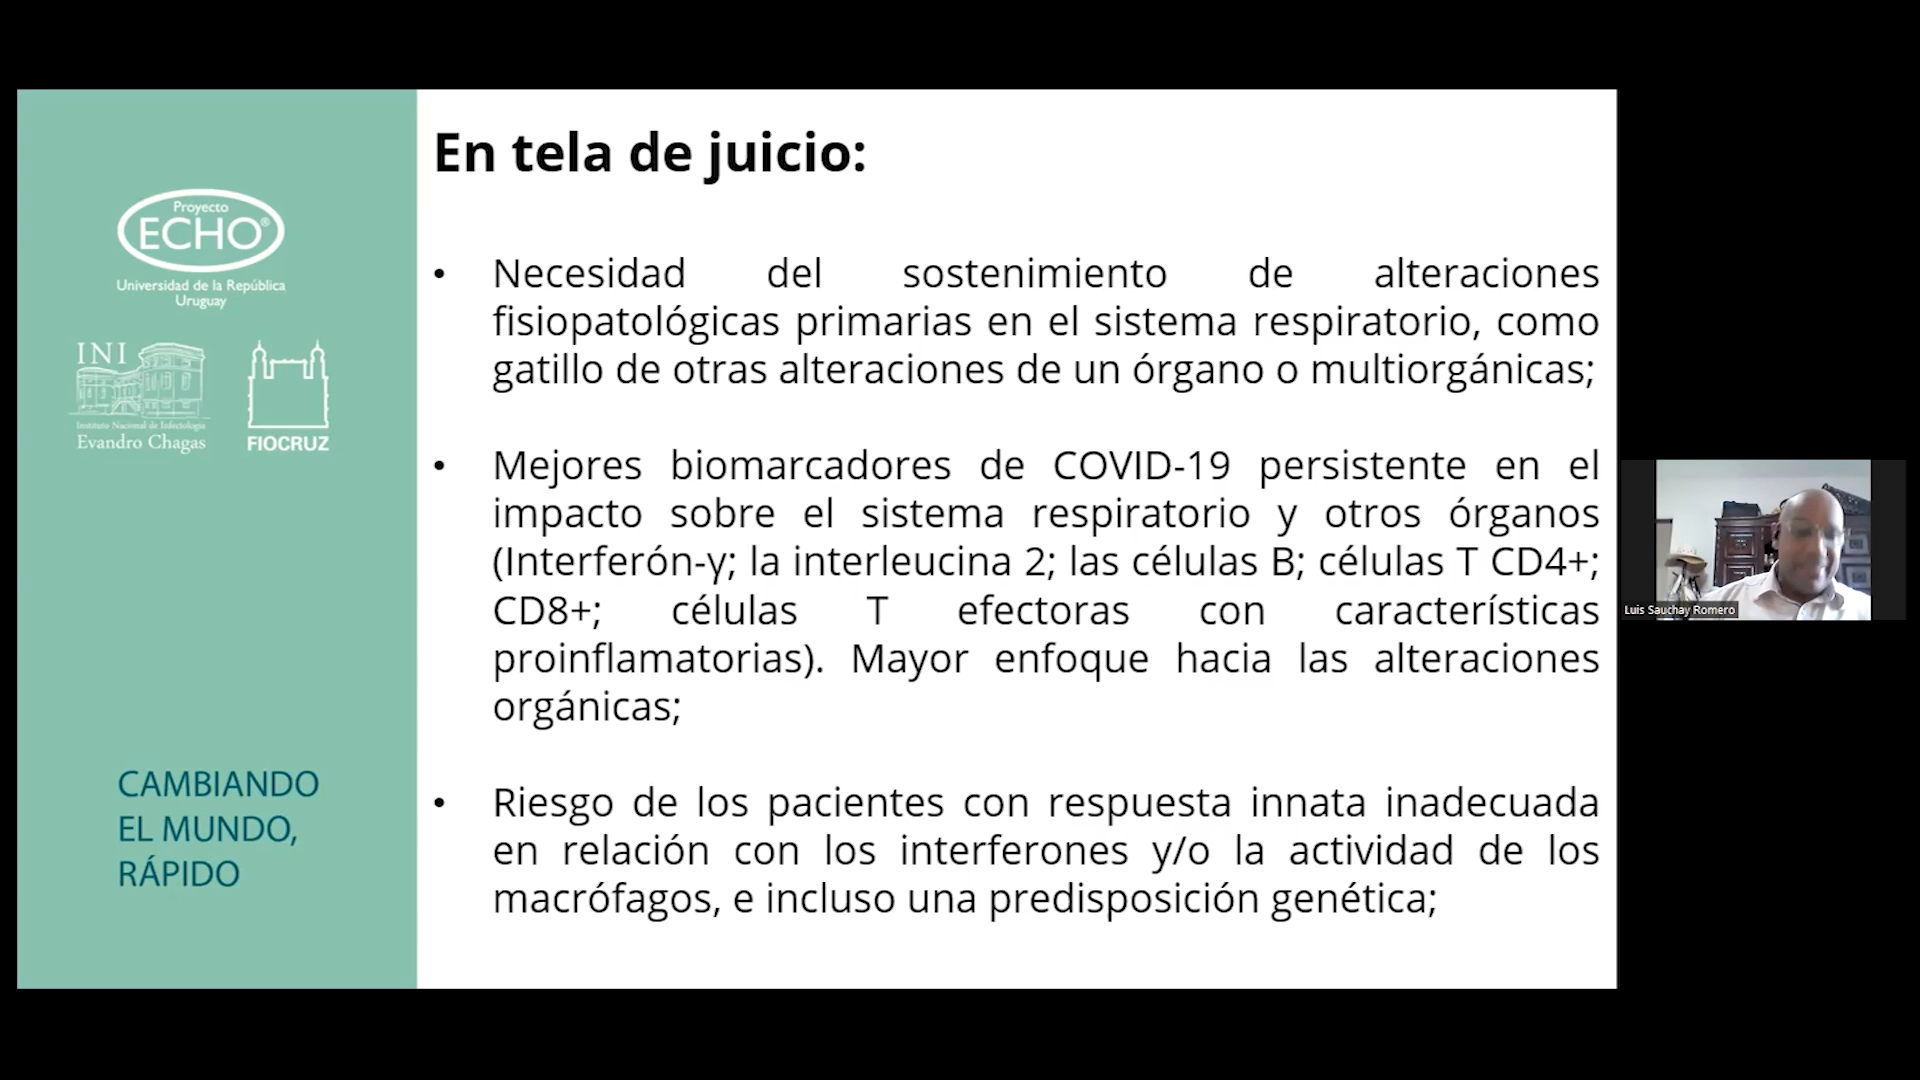 Proyecto
ECHO®
Universidad de la República
Uruguay
INI
Instituto Nacional de Infectología
Evandro Chagas
FIOCRUZ
CAMBIANDO
EL MUNDO,
RÁPIDO
En tela de juicio:
• Necesidad del sostenimiento de alteraciones
fisiopatológicas primarias en el sistema respiratorio, como
gatillo de otras alteraciones de un órgano o multiorgánicas;
• Mejores biomarcadores de COVID-19 persistente en el
impacto sobre el sistema respiratorio y otros órganos
(Interferón-γ; la interleucina 2; las células B; células T CD4+;
CD8+; células T efectoras con características
proinflamatorias). Mayor enfoque hacia las alteraciones
orgánicas;
• Riesgo de los pacientes con respuesta innata inadecuada
en relación con los interferones y/o la actividad de los
macrófagos, e incluso una predisposición genética;
Luis Sauchay Romero